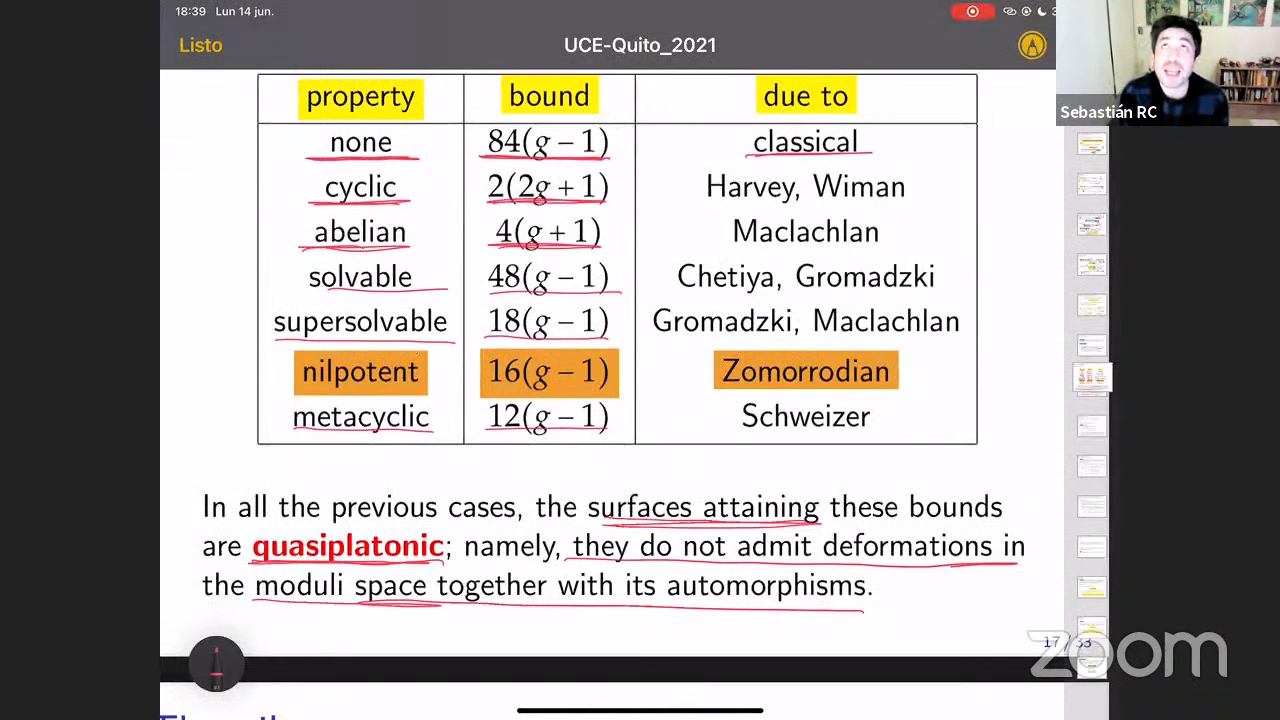 18:39 Lun 14 jun.
Listo
UCE-Quito_2021
Sebastián RC
property bound due to
none 84(g − 1) classical
cyclic 2(2g + 1) Harvey, Wiman
abelian 4(g + 1) Maclachlan
solvable 48(g − 1) Chetiya, Gromadzki
supersolvable 18(g − 1) Gromadzki, Maclachlan
nilpotent 16(g − 1) Zomorrodian
metacyclic 12(g − 1) Schweizer
In all the previous cases, the surfaces attaining these bounds
are quasiplatonic; namely, they do not admit deformations in
the moduli space together with its automorphisms.
17 / 33
zoom